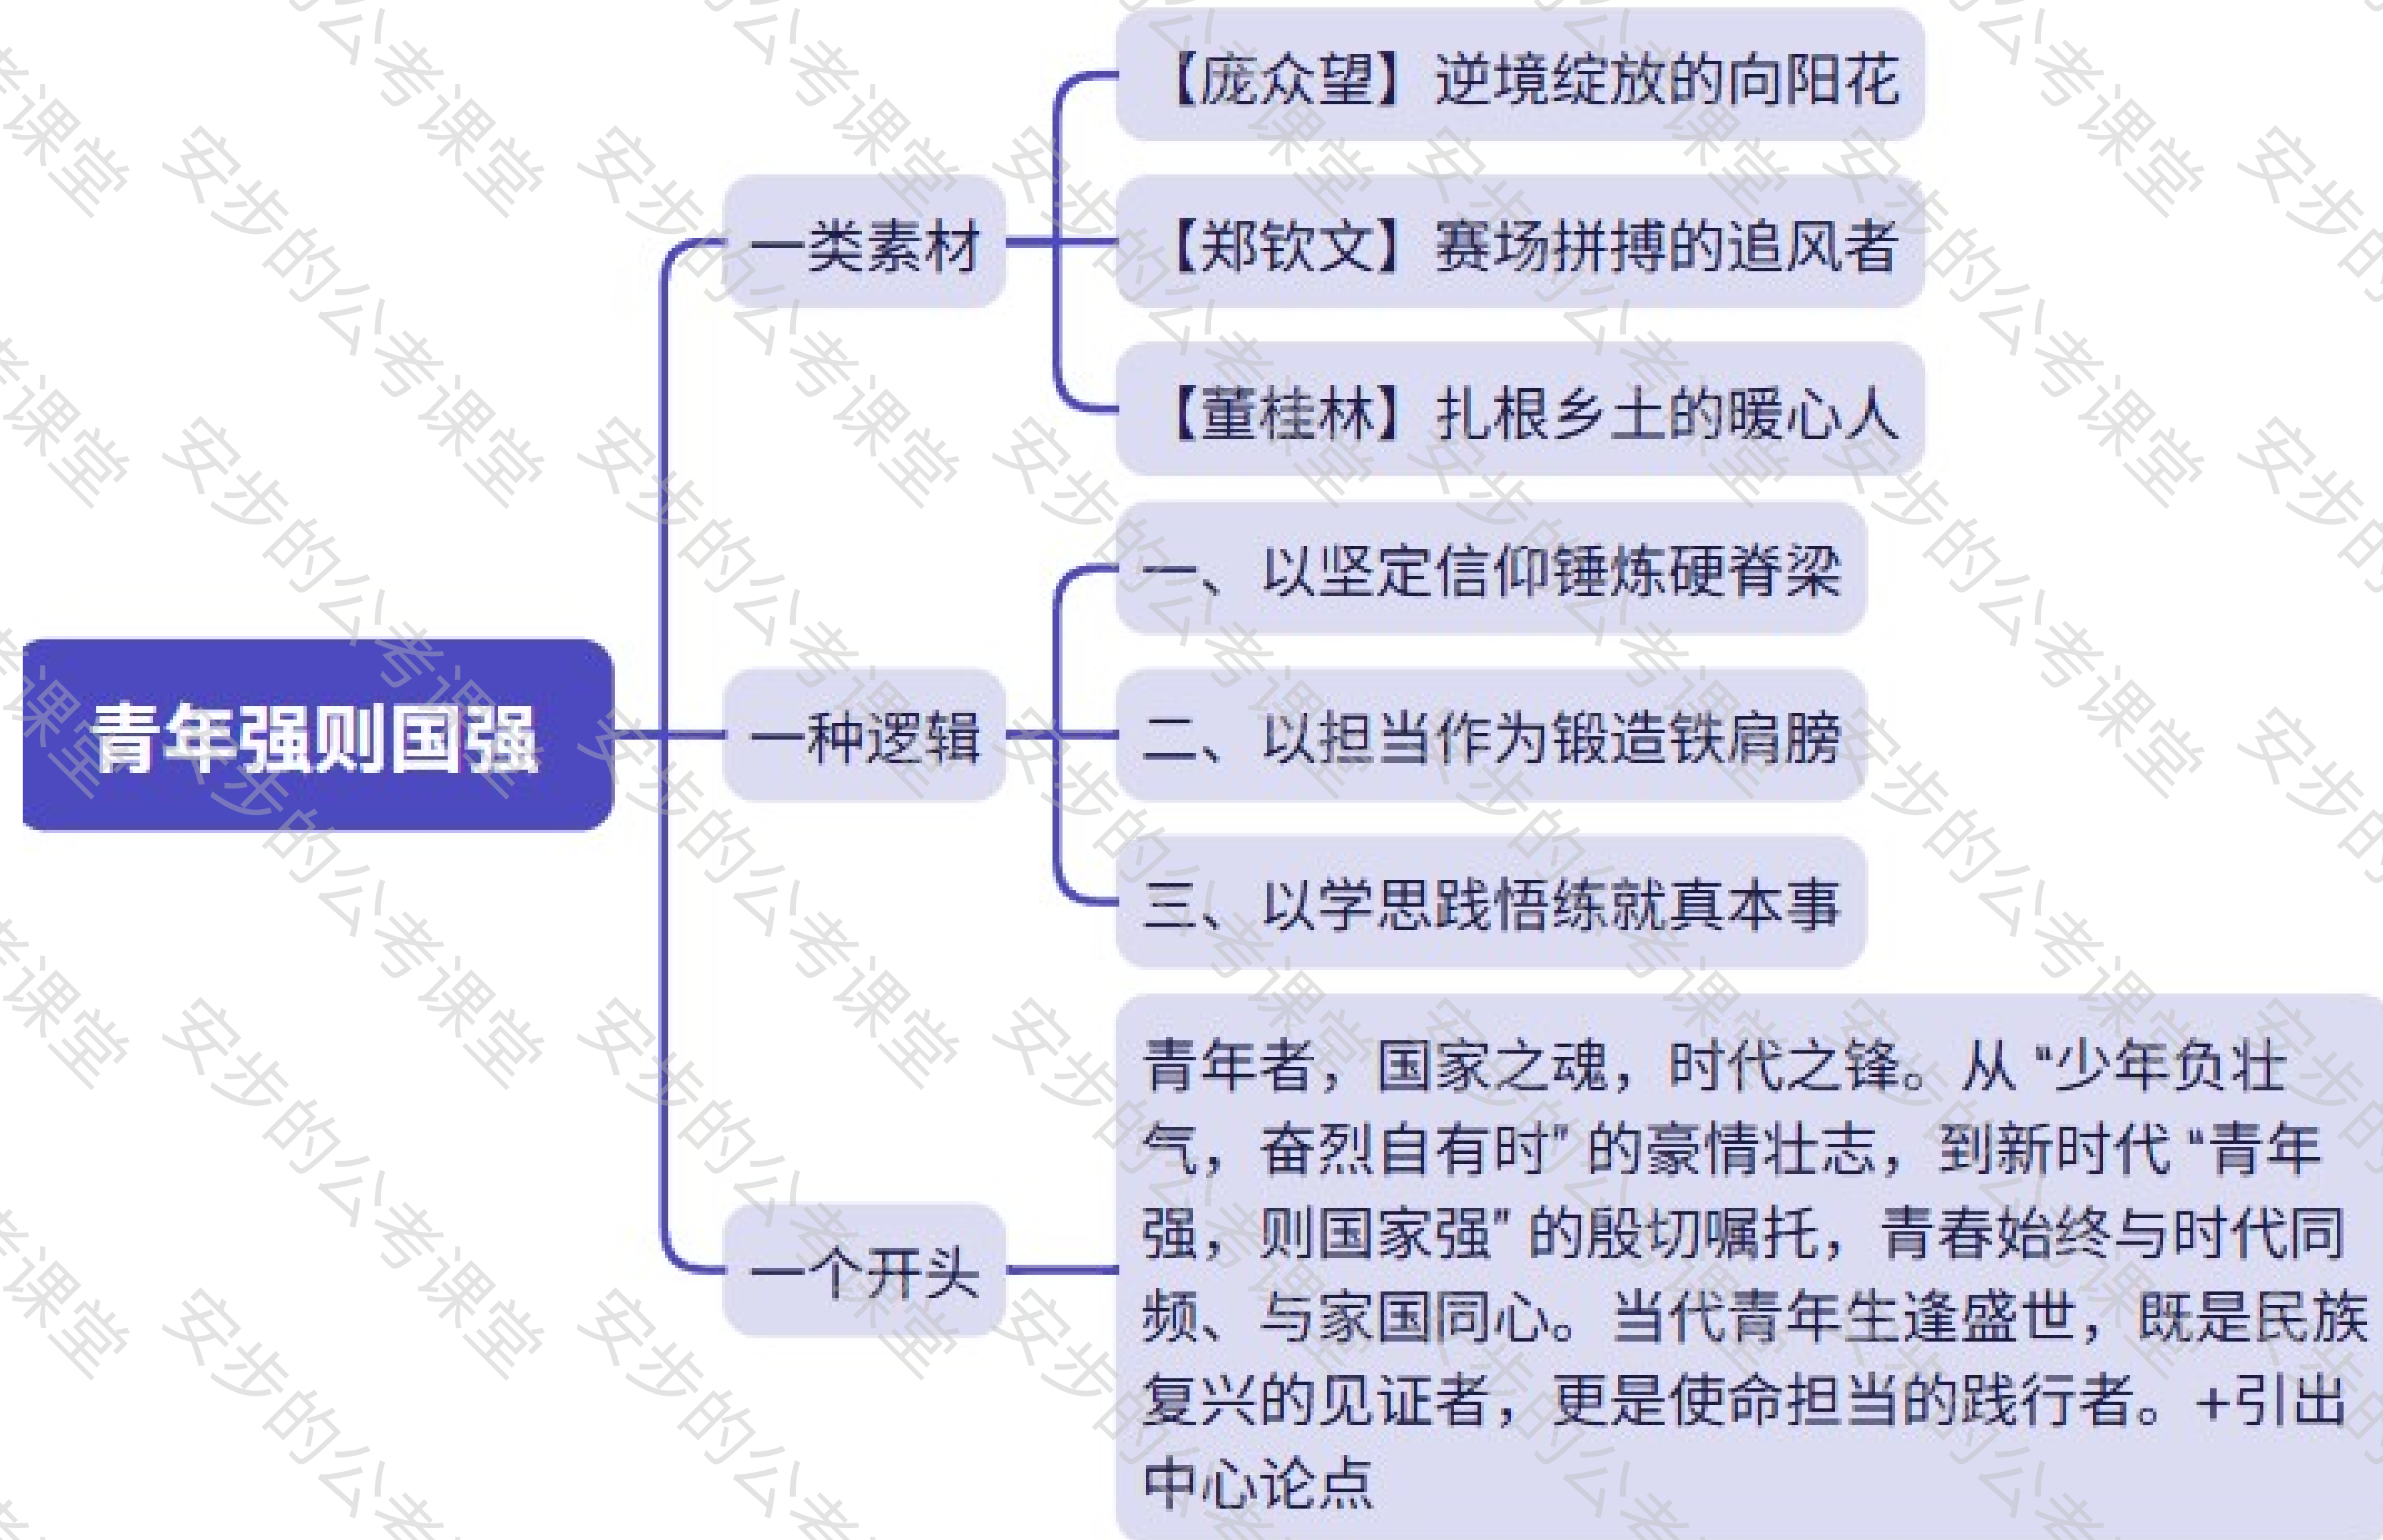 青年强则国强
一类素材
【庞众望】逆境绽放的向阳花
【郑钦文】赛场拼搏的追风者
【董桂林】扎根乡土的暖心人
一种逻辑
一、以坚定信仰锤炼硬脊梁
二、以担当作为锻造铁肩膀
三、以学思践悟练就真本事
一个开头
青年者，国家之魂，时代之锋。从 “少年负壮
气，奋烈自有时” 的豪情壮志，到新时代 “青年
强，则国家强” 的殷切嘱托，青春始终与时代同
频、与家国同心。当代青年生逢盛世，既是民族
复兴的见证者，更是使命担当的践行者。+引出
中心论点
安步的公考课堂